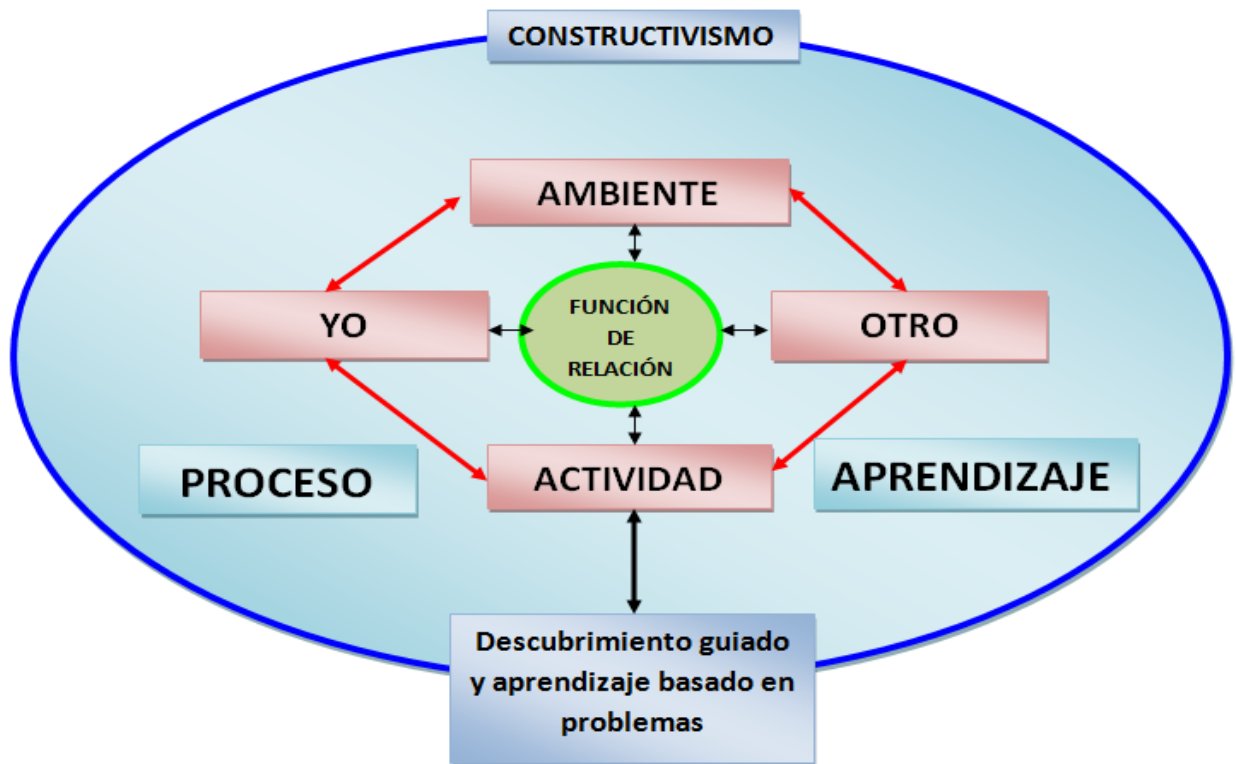 CONSTRUCTIVISMO
AMBIENTE
YO
FUNCIÓN
DE
RELACIÓN
OTRO
PROCESO
ACTIVIDAD
APRENDIZAJE
Descubrimiento guiado
y aprendizaje basado en
problemas